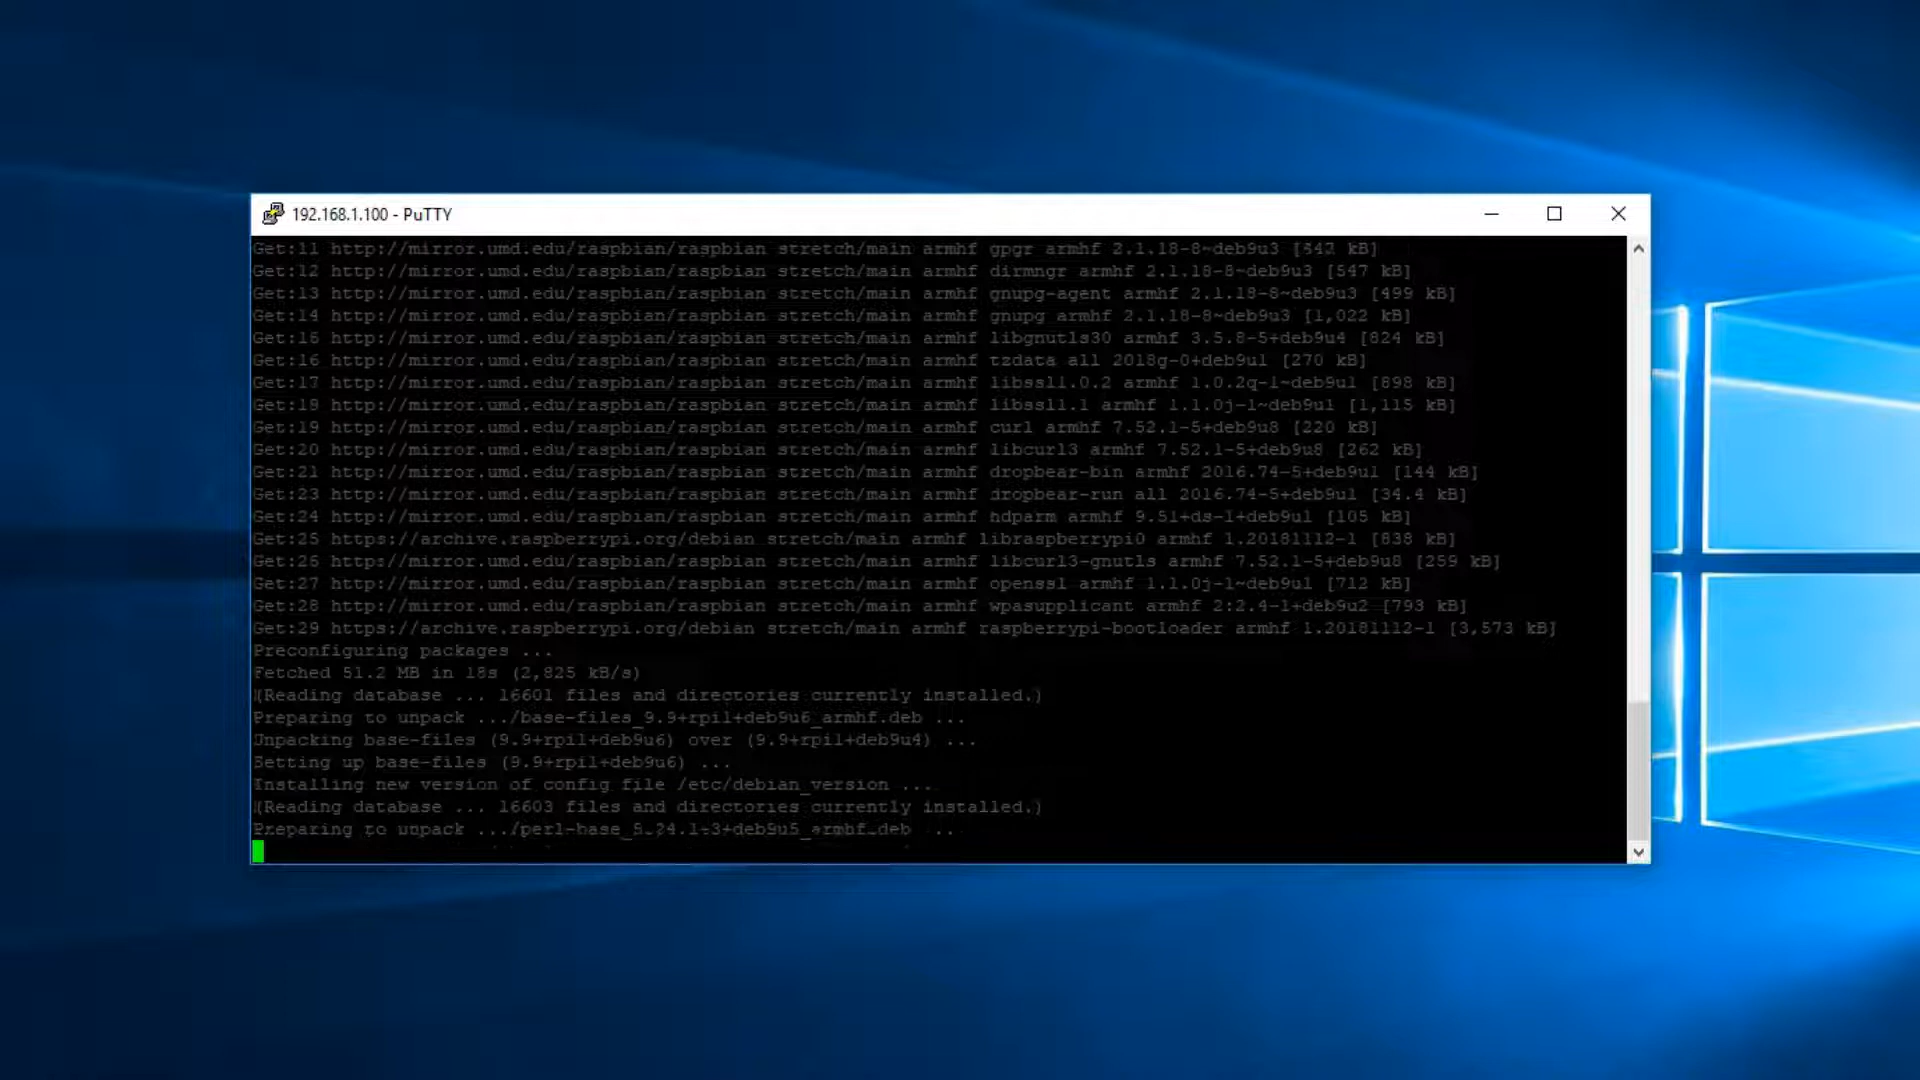 192.168.1.100 - PuTTY
Get:11 http://mirror.umd.edu/raspbian/raspbian stretch/main armhf gpgr armhf 2.1.18-8~deb9u3 kB]
Get:12 http://mirror.umd.edu/raspbian/raspbian stretch/main armhf dirmngr armhf 2.1.18-8~deb9u3 [547 kB]
Get:13 http://mirror.umd.edu/raspbian/raspbian stretch/main armhf gnupg-agent armhf 2.1.18-8~deb9u3 [499 kB]
Get:14 http://mirror.umd.edu/raspbian/raspbian stretch/main armhf gnupg armhf 2.1.18-8~deb9u3 [1,022 kB]
Get:15 http://mirror.umd.edu/raspbian/raspbian stretch/main armhf libgnutls30 armhf 3.5.8-5+deb9u4 [824 kB]
Get:16 http://mirror.umd.edu/raspbian/raspbian stretch/main armhf tzdata all 2018g-0+deb9u1 [270 kB]
Get:17 http://mirror.umd.edu/raspbian/raspbian stretch/main armhf libssl1.0.2 armhf 1.0.2q-1~deb9u1 [898 kB]
Get:18 http://mirror.umd.edu/raspbian/raspbian stretch/main armhf libssl1.1 armhf 1.1.0j-1~deb9u1 [1,115 kB]
Get:19 http://mirror.umd.edu/raspbian/raspbian stretch/main armhf curl armhf 7.52.1-5+deb9u8 [220 kB]
Get:20 http://mirror.umd.edu/raspbian/raspbian stretch/main armhf libcurl3 armhf 7.52.1-5+deb9u8 [262 kB]
Get:21 http://mirror.umd.edu/raspbian/raspbian stretch/main armhf dropbear-bin armhf 2016.74-5+deb9u1 [144 kB]
Get:23 http://mirror.umd.edu/raspbian/raspbian stretch/main armhf dropbear-run all 2016.74-5+deb9u1 [34.4 kB]
Get:24 http://mirror.umd.edu/raspbian/raspbian stretch/main armhf hdparm armhf 9.51+ds-1+deb9u1 [105 kB]
Get:25 https://archive.raspberrypi.org/debian stretch/main armhf libraspberrypi0 armhf 1.20181112-1 [838 kB]
Get:26 http://mirror.umd.edu/raspbian/raspbian stretch/main armhf libcurl3-gnutls armhf 7.52.1-5+deb9u8 [259 kB]
Get:27 http://mirror.umd.edu/raspbian/raspbian stretch/main armhf openssl armhf 1.1.0j-1~deb9u1 [712 kB]
Get:28 http://mirror.umd.edu/raspbian/raspbian stretch/main armhf wpasupplicant armhf 2:2.4-1+deb9u2 [793 kB]
Get:29 https://archive.raspberrypi.org/debian stretch/main armhf raspberrypi-bootloader armhf 1.20181112-1 [3,573 kB]
Preconfiguring packages ...
Fetched 51.2 MB in 18s (2,825 kB/s)
(Reading database ... 16601 files and directories currently installed.)
Preparing to unpack .../base-files_9.9+rpi1+deb9u6_armhf.deb ...
Unpacking base-files (9.9+rpi1+deb9u6) over (9.9+rpi1+deb9u4) ...
Setting up base-files (9.9+rpi1+deb9u6) ...
Installing new version of config file /etc/debian_version ...
(Reading database ... 16603 files and directories currently installed.)
Preparing to unpack .../perl-base_5.24.1-3+deb9u5_armhf.deb ...